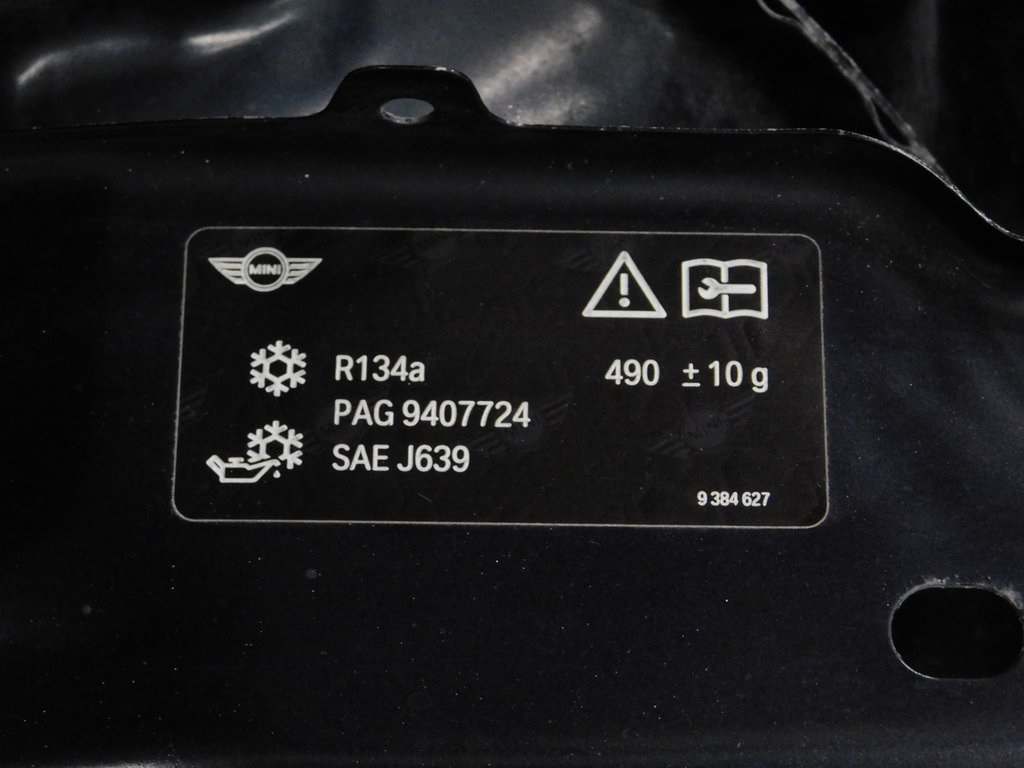 MINI
R134a 490 ± 10 g
PAG 9407724
SAE J639
9 384 627